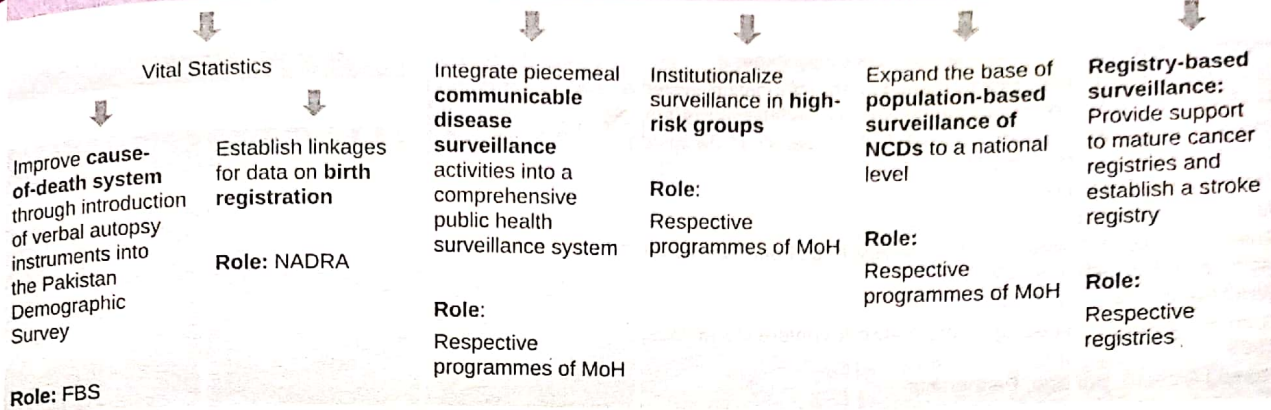 Vital Statistics
Improve cause-
of-death system
through introduction
of verbal autopsy
instruments into
the Pakistan
Demographic
Survey
Role: FBS
Establish linkages
for data on birth
registration
Role: NADRA
Integrate piecemeal
communicable
disease
surveillance
activities into a
comprehensive
public health
surveillance system
Role:
Respective
programmes of MoH
Institutionalize
surveillance in high-
risk groups
Role:
Respective
programmes of MoH
Expand the base of
population-based
surveillance of
NCDs to a national
level
Role:
Respective
programmes of MoH
Registry-based
surveillance:
Provide support
to mature cancer
registries and
establish a stroke
registry
Role:
Respective
registries